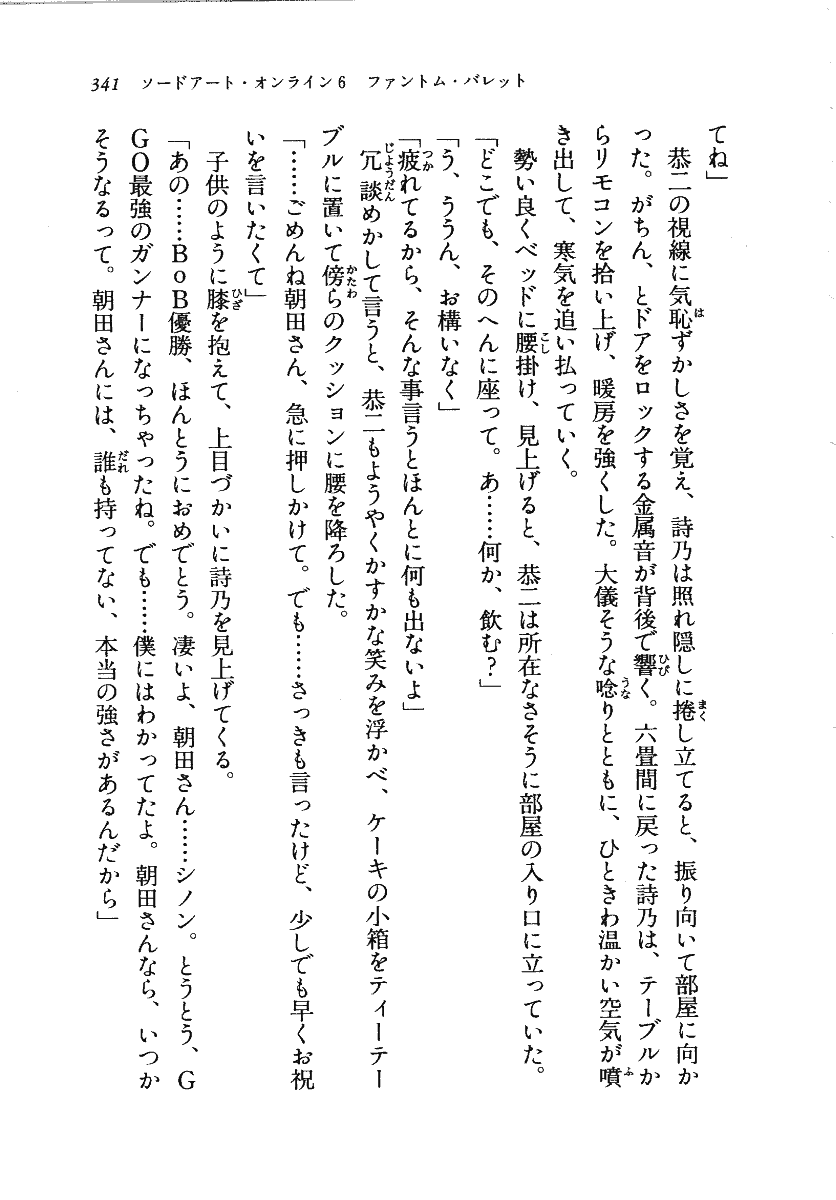 341　ソードアート・オンライン6　ファントム・バレット
てね」
　恭二の視線に気恥ずかしさを覚え、詩乃は照れ隠しに捲し立てると、振り向いて部屋に向か
った。がちん、とドアをロックする金属音が背後で響く。六畳間に戻った詩乃は、テーブルか
らリモコンを拾い上げ、暖房を強くした。大儀そうな唸りとともに、ひときわ温かい空気が噴
き出して、寒気を追い払っていく。
　勢い良くベッドに腰掛け、見上げると、恭二は所在なさそうに部屋の入り口に立っていた。
「どこでも、そのへんに座って。あ……何か、飲む？」
「う、ううん、お構いなく」
「疲れてるから、そんな事言うとほんとに何も出ないよ」
　冗談めかして言うと、恭二もようやくかすかな笑みを浮かべ、ケーキの小箱をティーテー
ブルに置いて傍らのクッションに腰を降ろした。
「……ごめんね朝田さん、急に押しかけて。でも……さっきも言ったけど、少しでも早くお祝
いを言いたくて」
　子供のように膝を抱えて、上目づかいに詩乃を見上げてくる。
「あの……ＢｏＢ優勝、ほんとうにおめでとう。凄いよ、朝田さん……シノン。とうとう、Ｇ
ＧＯ最強のガンナーになっちゃったね。でも……僕にはわかってたよ。朝田さんなら、いつか
そうなるって。朝田さんには、誰も持ってない、本当の強さがあるんだから」